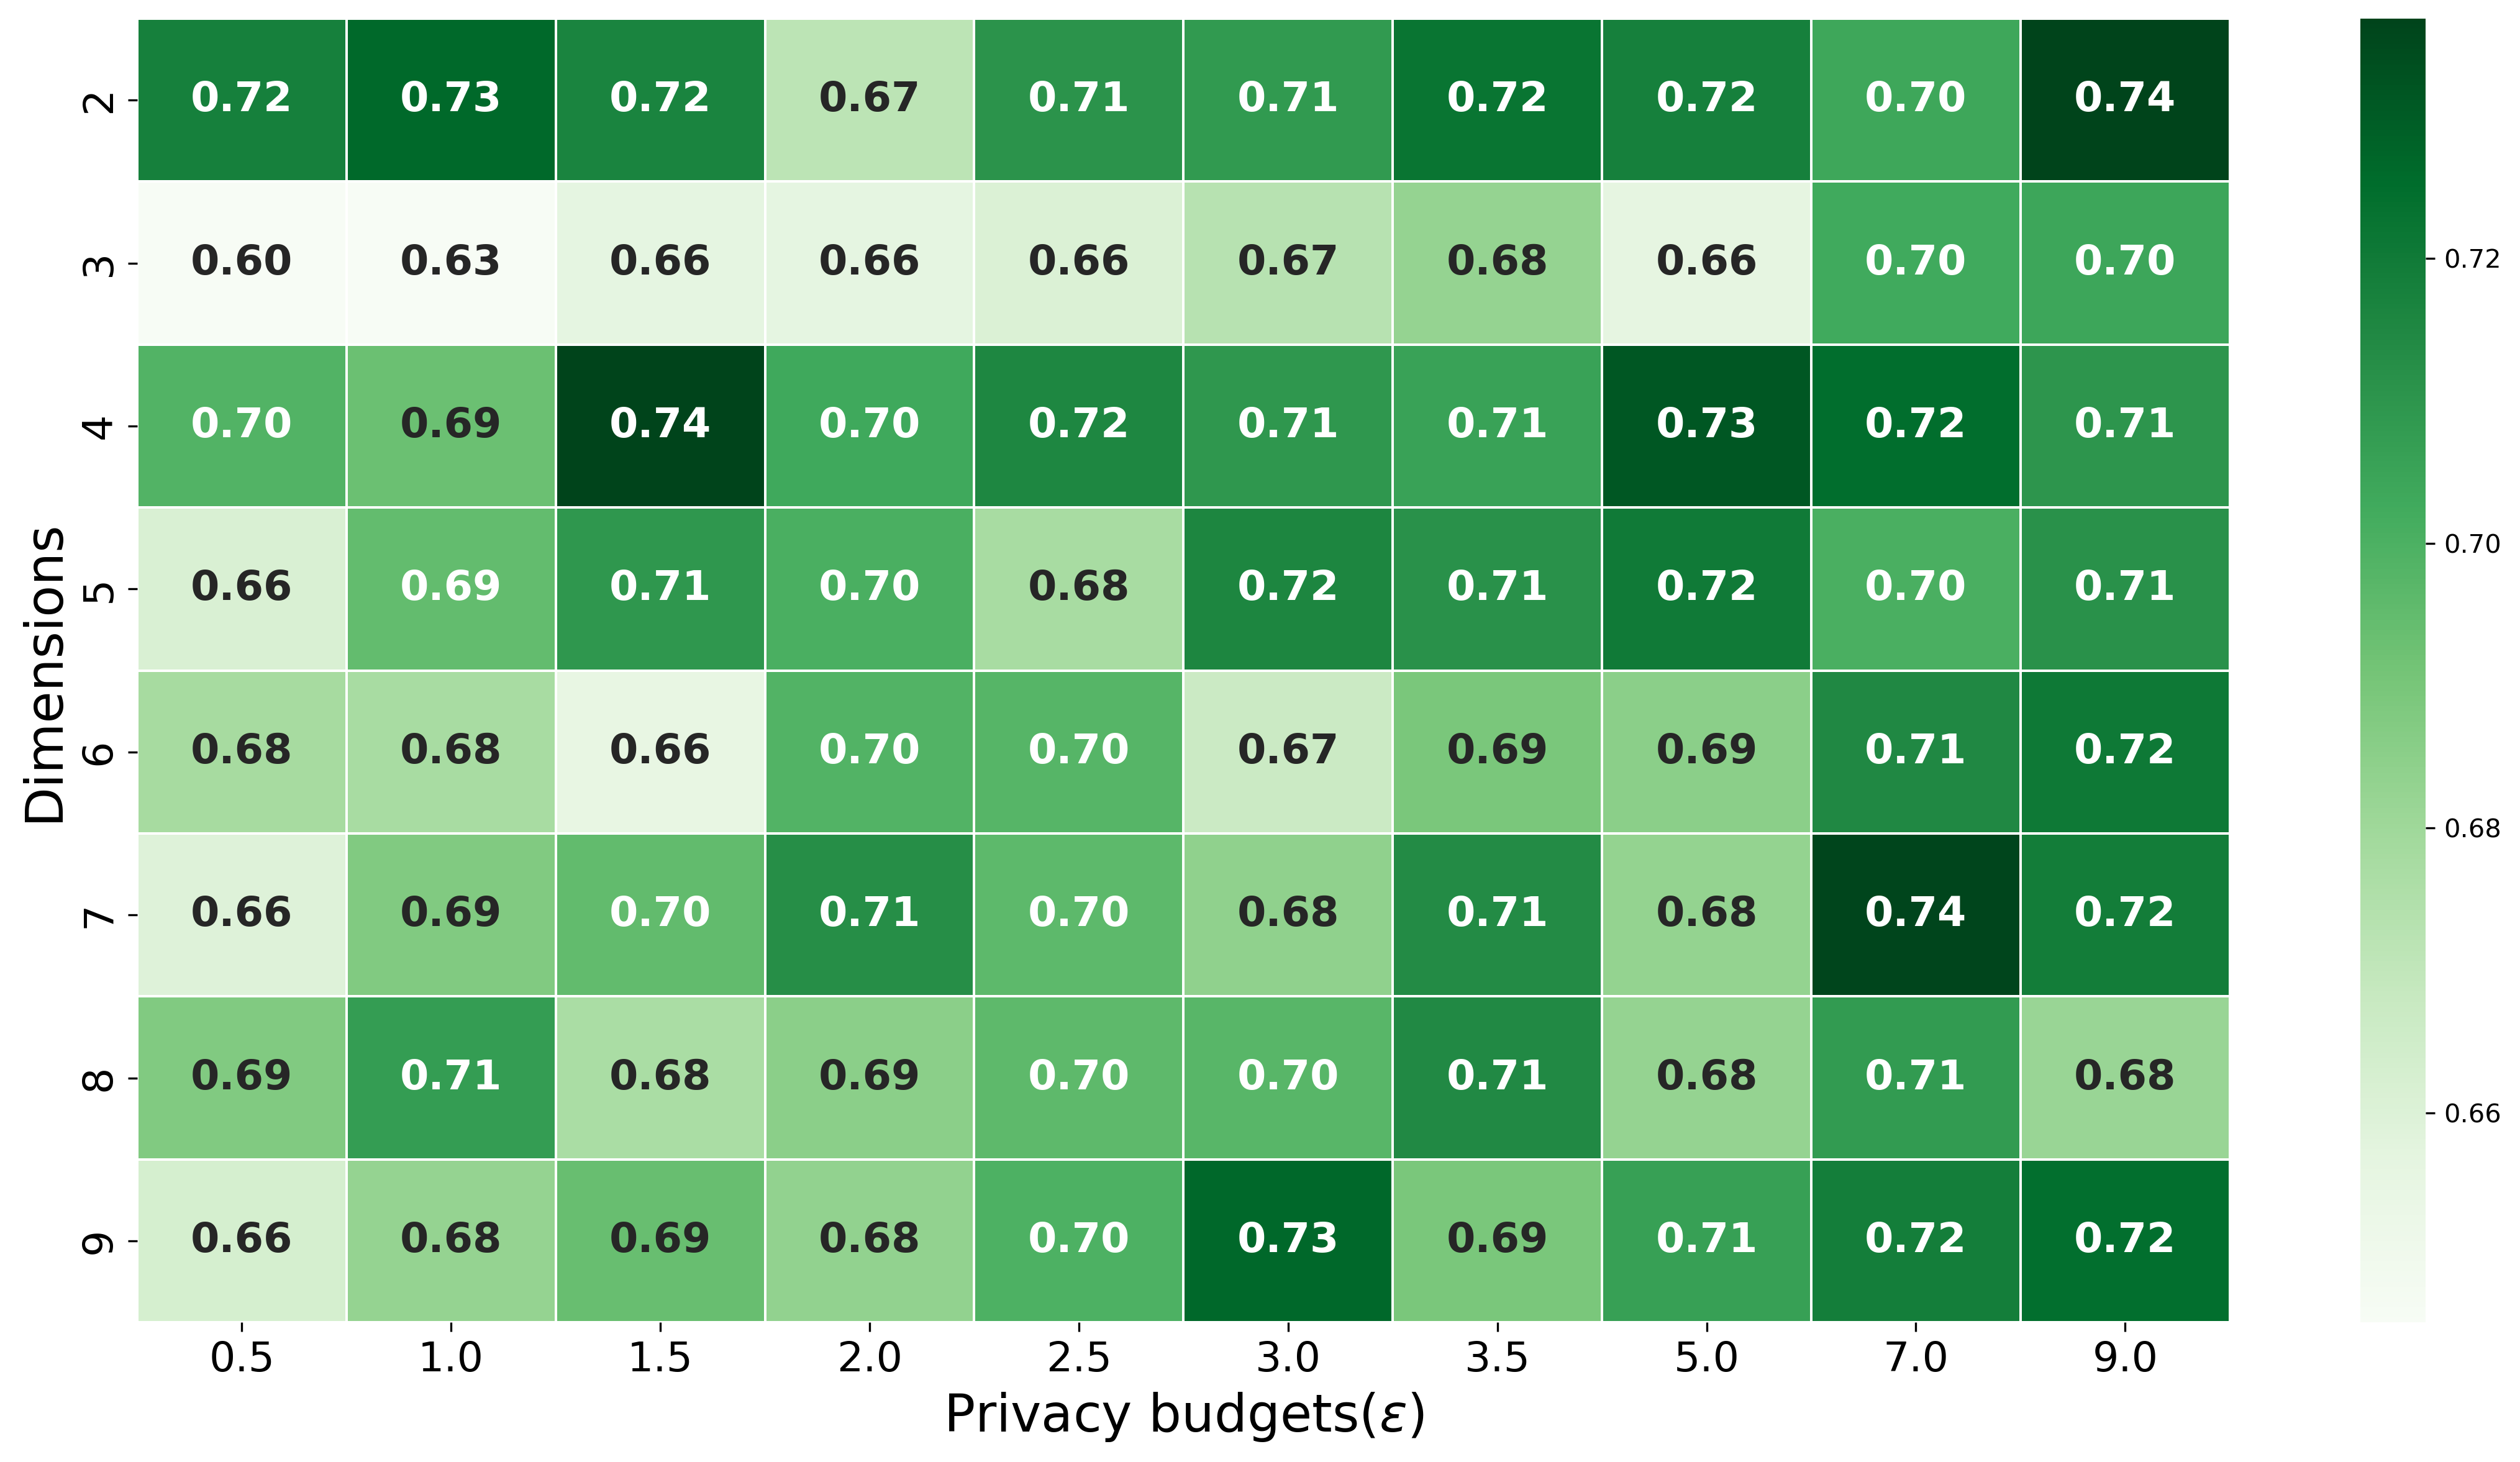 2 0.72 0.73 0.72 0.67 0.71 0.71 0.72 0.72 0.70 0.74
3 0.60 0.63 0.66 0.66 0.66 0.67 0.68 0.66 0.70 0.70
4 0.70 0.69 0.74 0.70 0.72 0.71 0.71 0.73 0.72 0.71
5 0.66 0.69 0.71 0.70 0.68 0.72 0.71 0.72 0.70 0.71
6 0.68 0.68 0.66 0.70 0.70 0.67 0.69 0.69 0.71 0.72
7 0.66 0.69 0.70 0.71 0.70 0.68 0.71 0.68 0.74 0.72
8 0.69 0.71 0.68 0.69 0.70 0.70 0.71 0.68 0.71 0.68
9 0.66 0.68 0.69 0.68 0.70 0.73 0.69 0.71 0.72 0.72
0.5 1.0 1.5 2.0 2.5 3.0 3.5 5.0 7.0 9.0
Privacy budgets(ε)
Dimensions
0.72
0.70
0.68
0.66